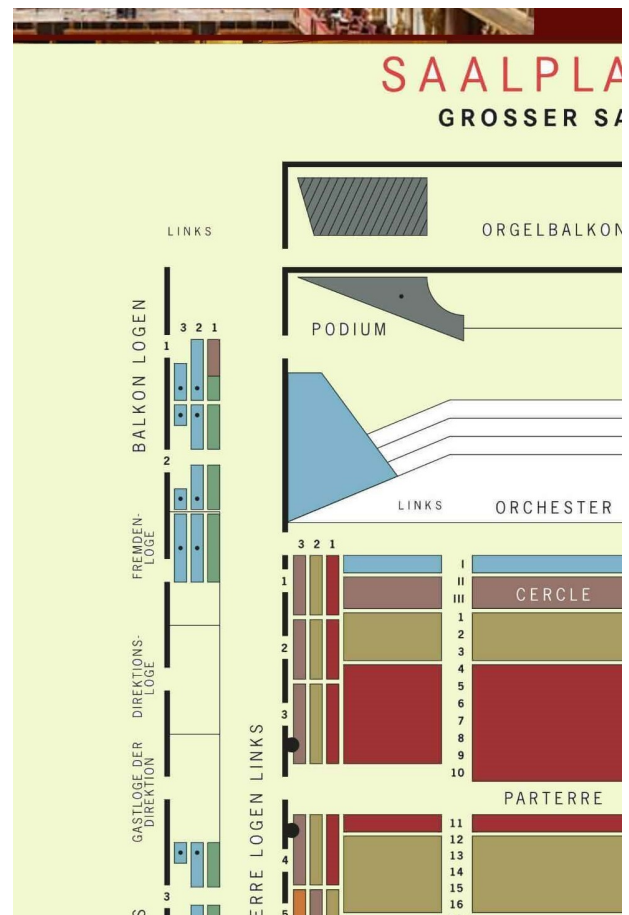 SAALPLA
GROSSER SA
LINKS
ORGELBALKON
PODIUM
BALKON LOGEN
3 2 1
1
2
FREMDEN-
LOGE
DIREKTIONS-
LOGE
GASTLOGE DER
DIREKTION
3
LINKS
ORCHESTER
3 2 1
1
2
3
4
5
ERRE LOGEN LINKS
I
II
III
CERCLE
1
2
3
4
5
6
7
8
9
10
PARTERRE
11
12
13
14
15
16